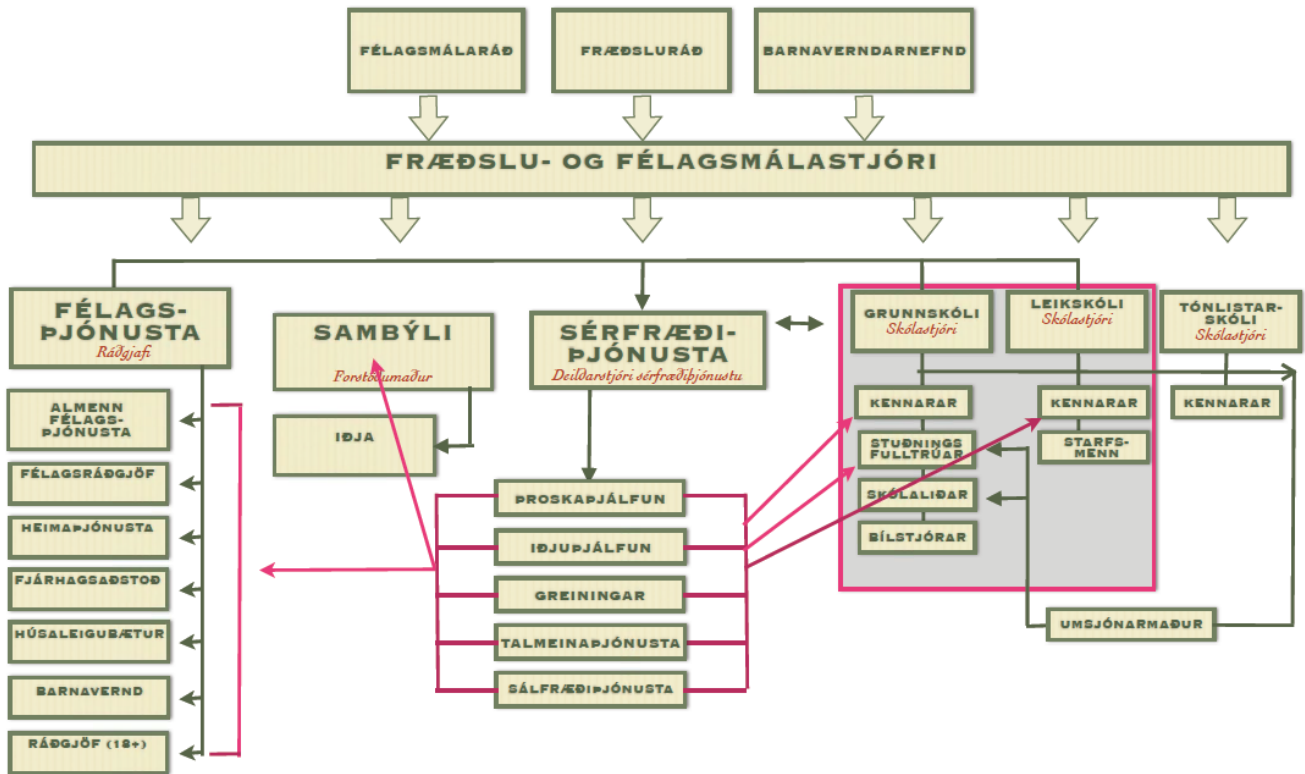 FÉLAGSMÁLARÁÐ
FRÆÐSLURÁÐ
BARNAVERNDARNEFND
FRÆÐSLU- OG FÉLAGSMÁLASTJÓRI
FÉLAGS-
ÞJÓNUSTA
Ráðgjafi
SAMBÝLI
Forstöðumaður
SÉRFRÆÐI-
ÞJÓNUSTA
Deildarstjóri sérfræðiþjónustu
GRUNNSKÓLI
Skólastjóri
LEIKSKÓLI
Skólastjóri
TÓNLISTAR-
SKÓLI
Skólastjóri
ALMENN
FÉLAGS-
ÞJÓNUSTA
FÉLAGSRÁÐGJÖF
HEIMAÞJÓNUSTA
FJÁRHAGSAÐSTOÐ
HÚSALEIGUBÆTUR
BARNAVERND
RÁÐGJÖF (18+)
IÐJA
ÞROSKAÞJÁLFUN
IÐJUÞJÁLFUN
GREININGAR
TALMEINAÞJÓNUSTA
SÁLFRÆÐIÞJÓNUSTA
KENNARAR
STUÐNINGS
FULLTRÚAR
SKÓLALIÐAR
BÍLSTJÓRAR
KENNARAR
STARFS-
MENN
KENNARAR
UMSJÓNARMAÐUR